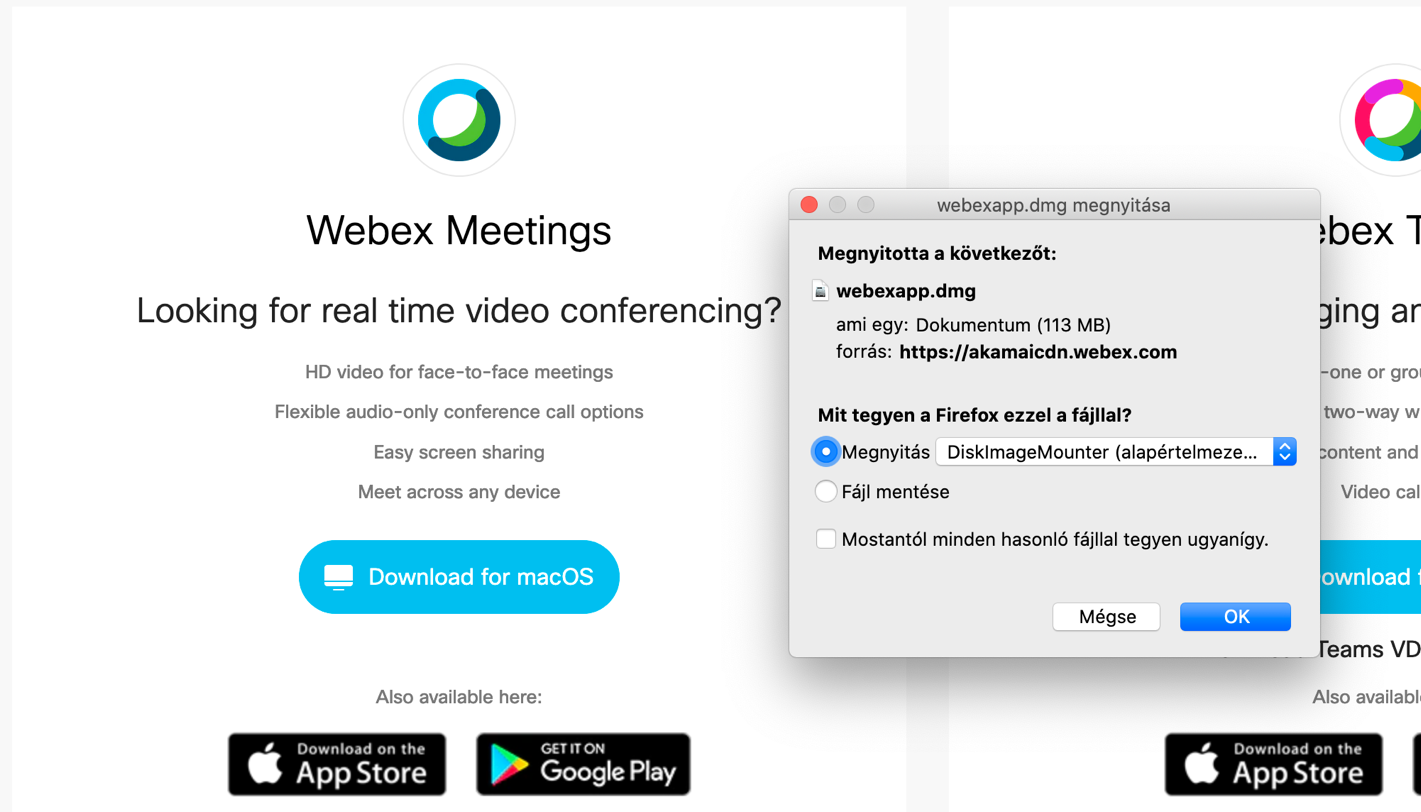 Webex Meetings
Looking for real time video conferencing?
HD video for face-to-face meetings
Flexible audio-only conference call options
Easy screen sharing
Meet across any device
Download for macOS
Also available here:
Download on the
App Store
GET IT ON
Google Play
webexapp.dmg megnyitása
Megnyitotta a következőt:
webexapp.dmg
ami egy: Dokumentum (113 MB)
forrás: https://akamaicdn.webex.com
Mit tegyen a Firefox ezzel a fájllal?
Megnyitás DiskImageMounter (alapértelmeze...
Fájl mentése
Mostantól minden hasonló fájllal tegyen ugyanígy.
Mégse OK
ebex T
ging an
-one or grou
two-way w
content and
Video cal
ownload f
Teams VD
Also availabl
Download on the
App Store